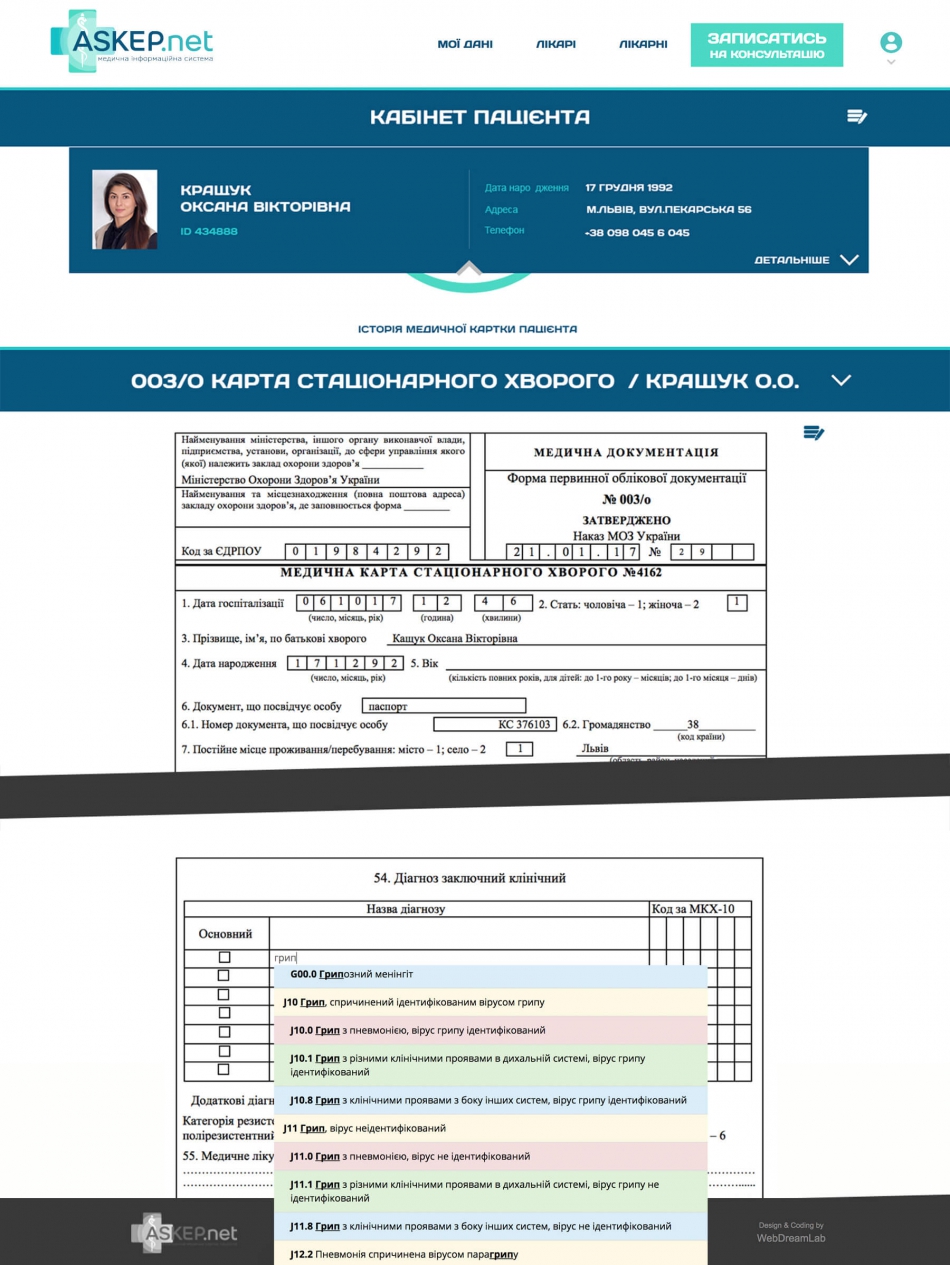 ASKEP.net
медична інформаційна система
МОЇ ДАНІ
ЛІКАРІ
ЛІКАРНІ
ЗАПИСАТИСЬ
НА КОНСУЛЬТАЦІЮ
КАБІНЕТ ПАЦІЄНТА
КРАЩУК
ОКСАНА ВІКТОРІВНА
ID 434888
Дата наро дження 17 ГРУДНЯ 1992
Адреса М.ЛЬВІВ, ВУЛ.ПЕКАРСЬКА 56
Телефон +38 098 045 6 045
ДЕТАЛЬНІШЕ
ІСТОРІЯ МЕДИЧНОЇ КАРТКИ ПАЦІЄНТА
003/О КАРТА СТАЦІОНАРНОГО ХВОРОГО / КРАЩУК О.О.
Найменування міністерства, іншого органу виконавчої влади,
підприємства, установи, організації, до сфери управління якого
(якої) належить заклад охорони здоров'я ____________
Міністерство Охорони Здоров'я України
Найменування та місцезнаходження (повна поштова адреса)
закладу охорони здоров'я, де заповнюється форма _________
Код за ЄДРПОУ 0 1 9 8 4 2 9 2
МЕДИЧНА ДОКУМЕНТАЦІЯ
Форма первинної облікової документації
№ 003/о
ЗАТВЕРДЖЕНО
Наказ МОЗ України
2 1 . 0 1 . 1 7 № 2 9
МЕДИЧНА КАРТА СТАЦІОНАРНОГО ХВОРОГО №4162
1. Дата госпіталізації 0 6 1 0 1 7 1 2 4 6 2. Стать: чоловіча – 1; жіноча – 2 1
(число, місяць, рік) (година) (хвилини)
3. Прізвище, ім'я, по батькові хворого Кащук Оксана Вікторівна
4. Дата народження 1 7 1 2 9 2 5. Вік
(число, місяць, рік) (кількість повних років, для дітей: до 1-го року – місяців; до 1-го місяця – днів)
6. Документ, що посвідчує особу паспорт
6.1. Номер документа, що посвідчує особу КС 376103 6.2. Громадянство 38
(код країни)
7. Постійне місце проживання/перебування: місто – 1; село – 2 1 Львів
54. Діагноз заключний клінічний
Назва діагнозу Код за МКХ-10
Основний
грип
G00.0 Грипозний менінгіт
J10 Грип, спричинений ідентифікованим вірусом грипу
J10.0 Грип з пневмонією, вірус грипу ідентифікований
J10.1 Грип з різними клінічними проявами в дихальній системі, вірус грипу
ідентифікований
J10.8 Грип з клінічними проявами з боку інших систем, вірус грипу ідентифікований
J11 Грип, вірус неідентифікований
J11.0 Грип з пневмонією, вірус не ідентифікований
J11.1 Грип з різними клінічними проявами в дихальній системі, вірус грипу не
ідентифікований
J11.8 Грип з клінічними проявами з боку інших систем, вірус не ідентифікований
J12.2 Пневмонія спричинена вірусом парагрипу
Додаткові діагн
Категорія резист
полірезистентний – 6
55. Медичне ліку
ASKEP.net
Design & Coding by
WebDreamLab